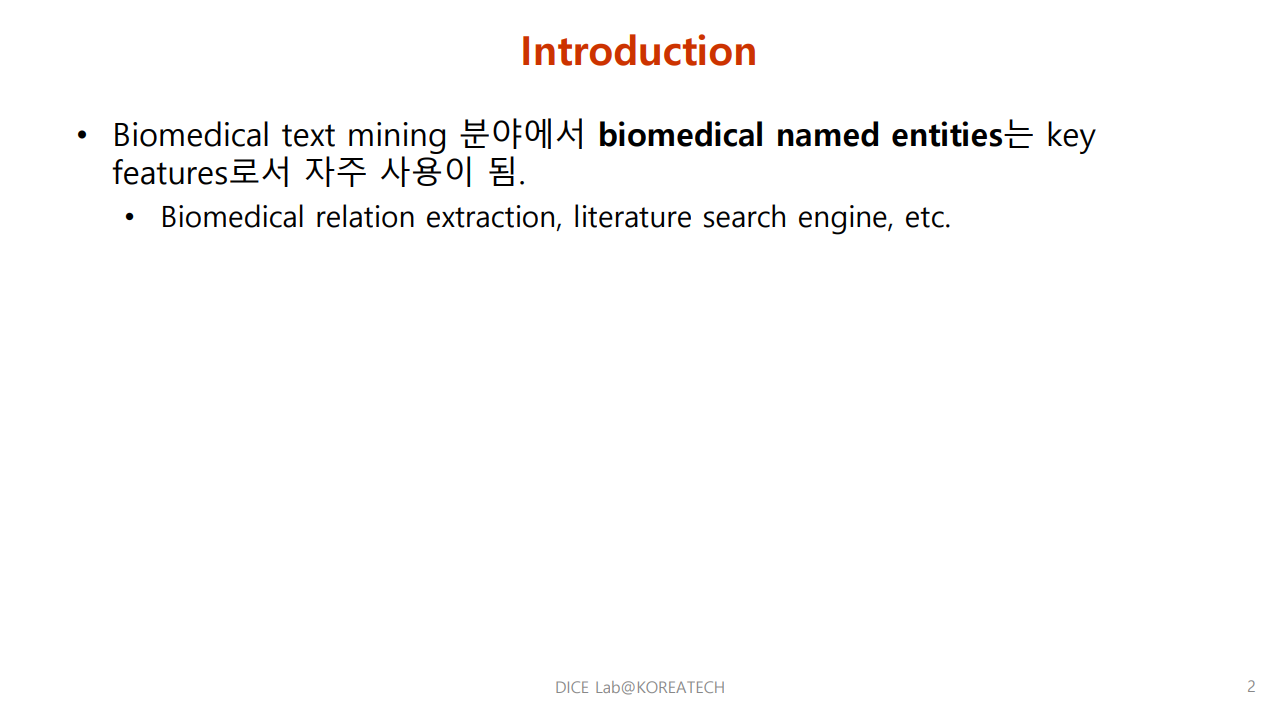 Introduction
• Biomedical text mining 분야에서 biomedical named entities는 key
features로서 자주 사용이 됨.
• Biomedical relation extraction, literature search engine, etc.
DICE Lab@KOREATECH
2